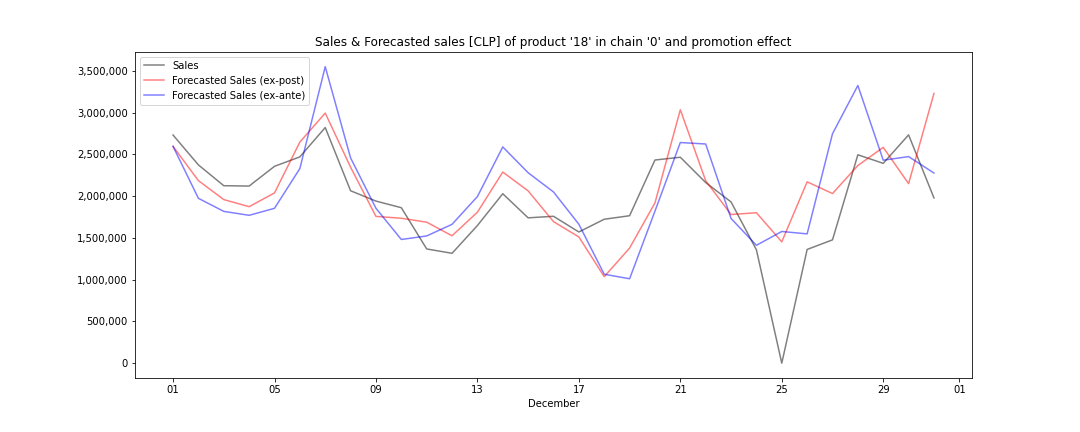 Sales & Forecasted sales [CLP] of product '18' in chain '0' and promotion effect
Sales
Forecasted Sales (ex-post)
Forecasted Sales (ex-ante)
3,500,000
3,000,000
2,500,000
2,000,000
1,500,000
1,000,000
500,000
0
01 05 09 13 17 21 25 29 01
December